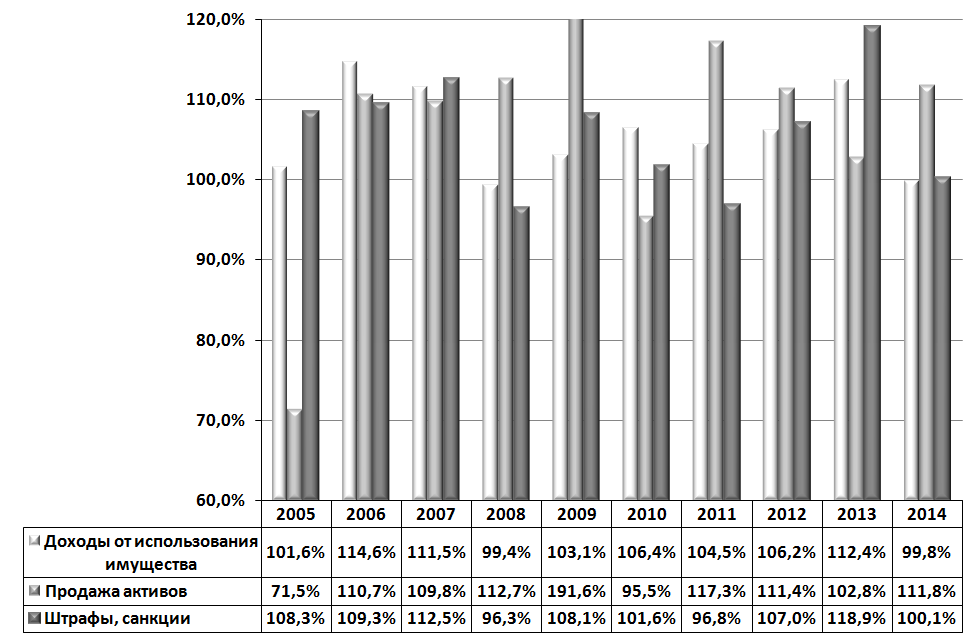 120,0%
110,0%
100,0%
90,0%
80,0%
70,0%
60,0%
2005 2006 2007 2008 2009 2010 2011 2012 2013 2014
Доходы от использования
имущества 101,6% 114,6% 111,5% 99,4% 103,1% 106,4% 104,5% 106,2% 112,4% 99,8%
Продажа активов 71,5% 110,7% 109,8% 112,7% 191,6% 95,5% 117,3% 111,4% 102,8% 111,8%
Штрафы, санкции 108,3% 109,3% 112,5% 96,3% 108,1% 101,6% 96,8% 107,0% 118,9% 100,1%